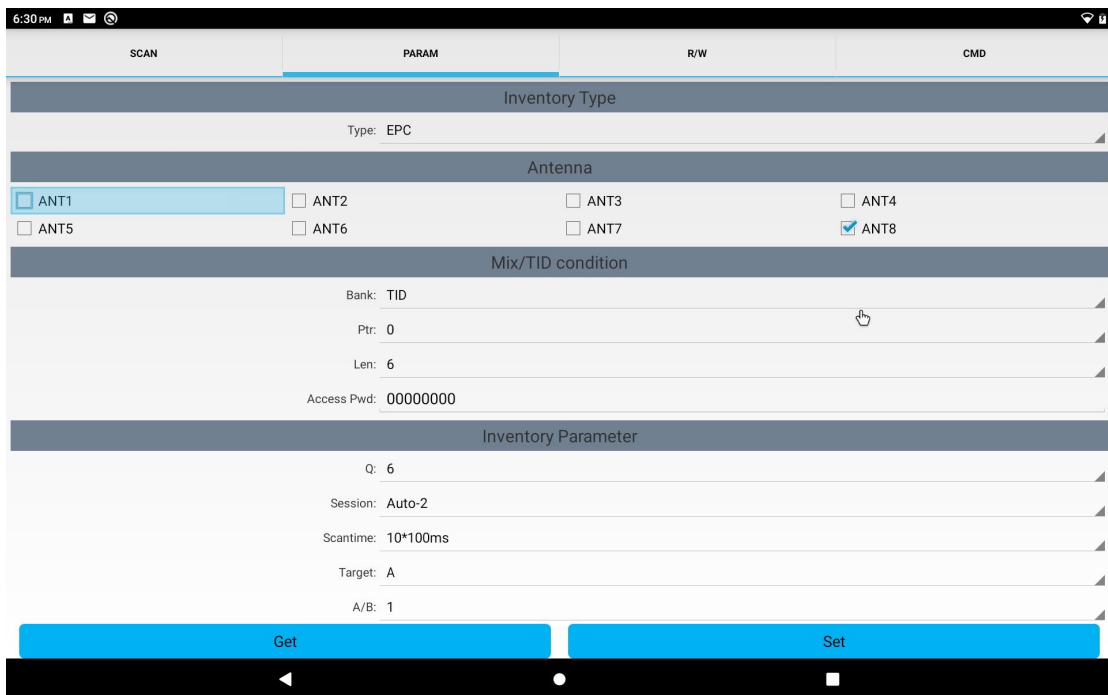 6:30 PM
SCAN PARAM R/W CMD
Inventory Type
Type: EPC
Antenna
ANT1 ANT2 ANT3 ANT4
ANT5 ANT6 ANT7 ANT8
Mix/TID condition
Bank: TID
Ptr: 0
Len: 6
Access Pwd: 00000000
Inventory Parameter
Q: 6
Session: Auto-2
Scantime: 10*100ms
Target: A
A/B: 1
Get Set